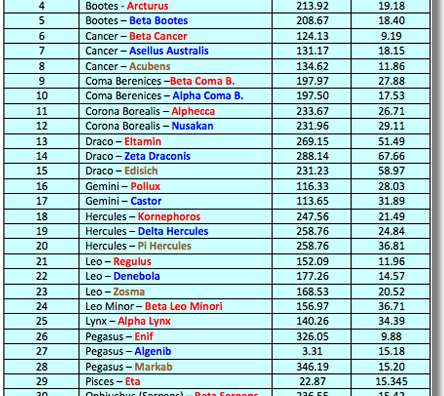 4 Bootes - Arcturus 213.92 19.18
5 Bootes – Beta Bootes 208.67 18.40
6 Cancer – Beta Cancer 124.13 9.19
7 Cancer – Asellus Australis 131.17 18.15
8 Cancer – Acubens 134.62 11.86
9 Coma Berenices –Beta Coma B. 197.97 27.88
10 Coma Berenices – Alpha Coma B. 197.50 17.53
11 Corona Borealis – Alphecca 233.67 26.71
12 Corona Borealis – Nusakan 231.96 29.11
13 Draco – Eltamin 269.15 51.49
14 Draco – Zeta Draconis 288.14 67.66
15 Draco – Edisich 231.23 58.97
16 Gemini – Pollux 116.33 28.03
17 Gemini – Castor 113.65 31.89
18 Hercules – Kornephoros 247.56 21.49
19 Hercules – Delta Hercules 258.76 24.84
20 Hercules – Pi Hercules 258.76 36.81
21 Leo – Regulus 152.09 11.96
22 Leo – Denebola 177.26 14.57
23 Leo – Zosma 168.53 20.52
24 Leo Minor – Beta Leo Minori 156.97 36.71
25 Lynx – Alpha Lynx 140.26 34.39
26 Pegasus – Enif 326.05 9.88
27 Pegasus – Algenib 3.31 15.18
28 Pegasus – Markab 346.19 15.20
29 Pisces – Eta 22.87 15.345
30 Ophiuchus (Serpens) – Beta Serpens 236.55 15.42